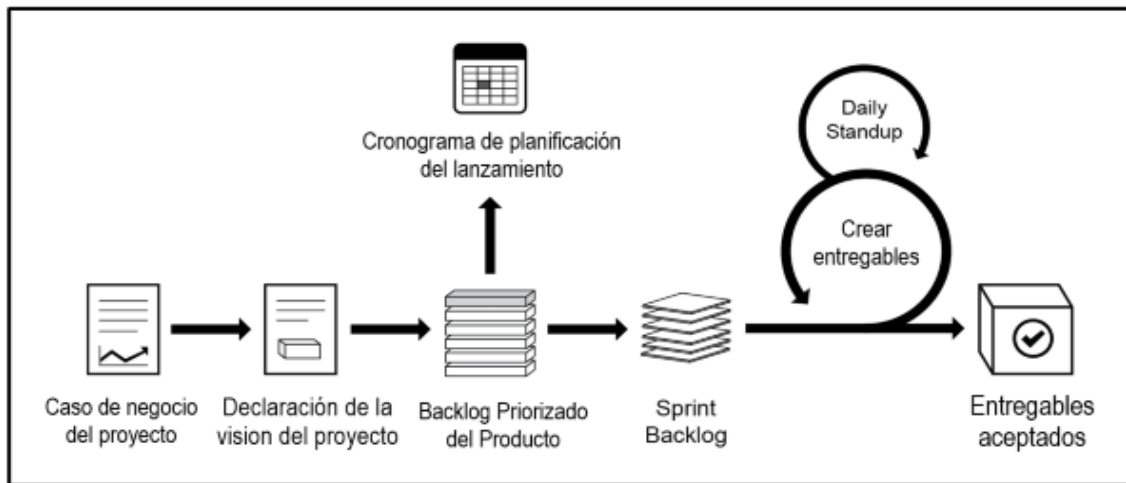 Cronograma de planificación
del lanzamiento
Daily
Standup
Crear
entregables
Caso de negocio
del proyecto
Declaración de la
vision del proyecto
Backlog Priorizado
del Producto
Sprint
Backlog
Entregables
aceptados